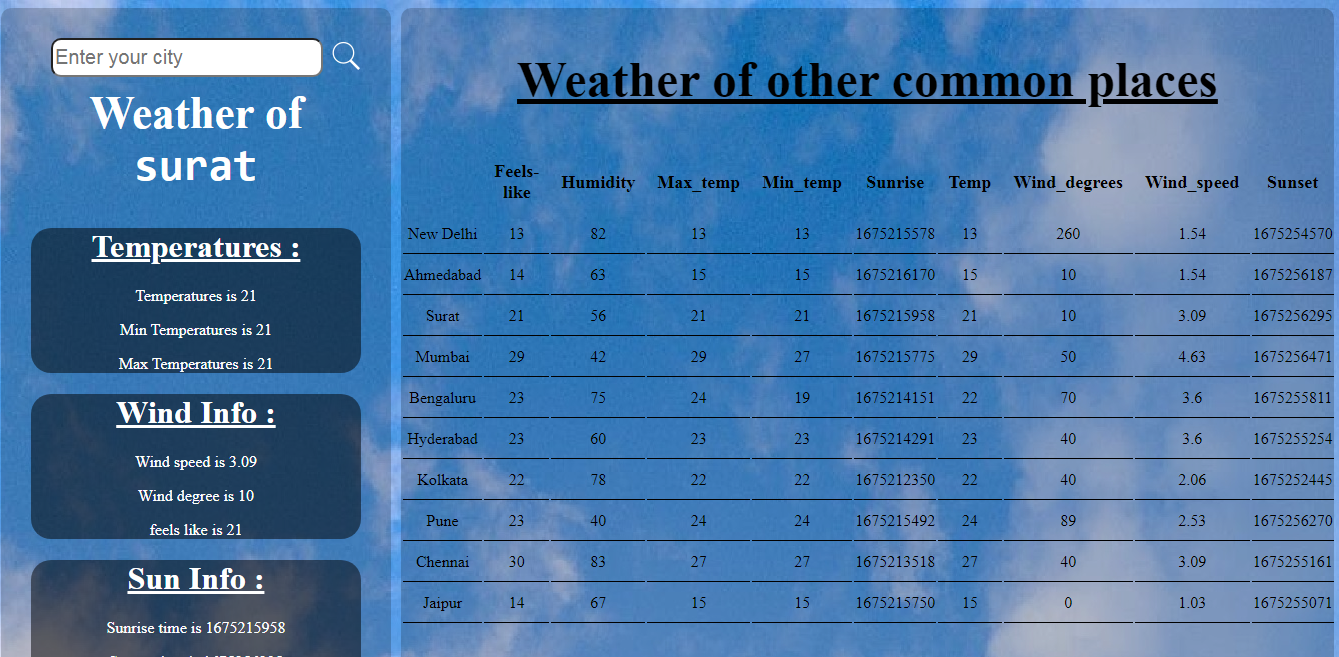 Enter your city
Weather of
surat
Temperatures :
Temperatures is 21
Min Temperatures is 21
Max Temperatures is 21
Wind Info :
Wind speed is 3.09
Wind degree is 10
feels like is 21
Sun Info :
Sunrise time is 1675215958
Weather of other common places
Feels-like Humidity Max_temp Min_temp Sunrise Temp Wind_degrees Wind_speed Sunset
New Delhi 13 82 13 13 1675215578 13 260 1.54 1675254570
Ahmedabad 14 63 15 15 1675216170 15 10 1.54 1675256187
Surat 21 56 21 21 1675215958 21 10 3.09 1675256295
Mumbai 29 42 29 27 1675215775 29 50 4.63 1675256471
Bengaluru 23 75 24 19 1675214151 22 70 3.6 1675255811
Hyderabad 23 60 23 23 1675214291 23 40 3.6 1675255254
Kolkata 22 78 22 22 1675212350 22 40 2.06 1675252445
Pune 23 40 24 24 1675215492 24 89 2.53 1675256270
Chennai 30 83 27 27 1675213518 27 40 3.09 1675255161
Jaipur 14 67 15 15 1675215750 15 0 1.03 1675255071